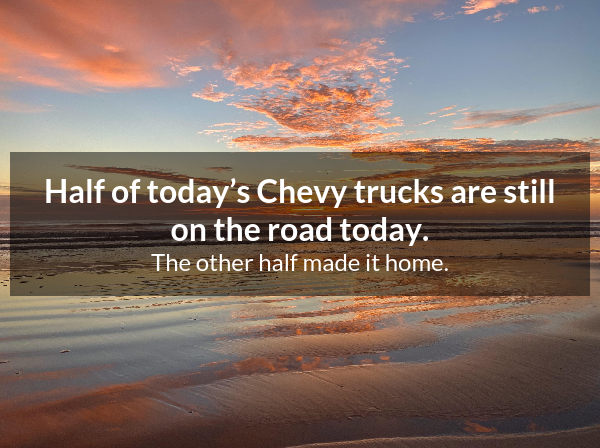 Half of today’s Chevy trucks are still
on the road today.
The other half made it home.